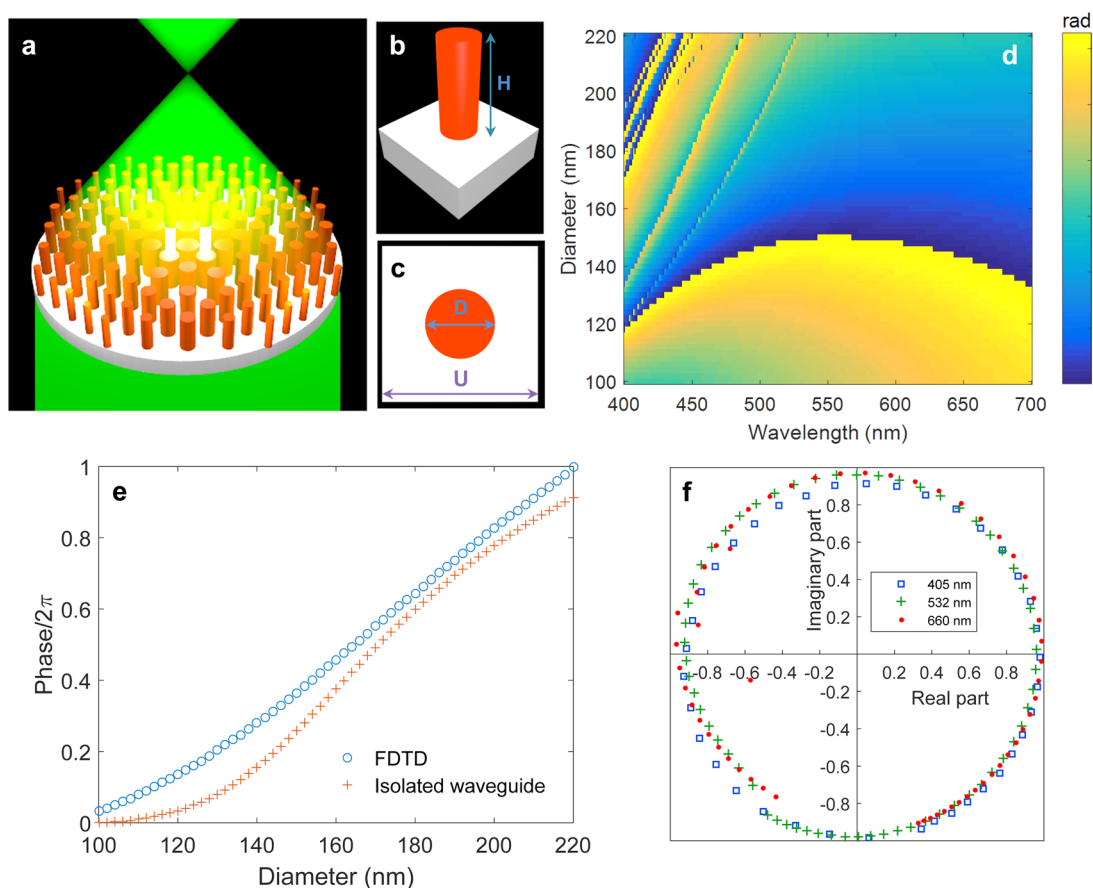 a
b
H
c
D
U
d
rad
220
200
180
160
140
120
100
Diameter (nm)
400
450
500
550
600
650
700
Wavelength (nm)
e
1
0.8
0.6
0.4
0.2
0
Phase/2π
FDTD
Isolated waveguide
100
120
140
160
180
200
220
Diameter (nm)
f
Imaginary part
0.8
0.6
0.4
0.2
405 nm
532 nm
660 nm
-0.8
-0.6
-0.4
0.2
0.4
0.6
0.8
Real part
-0.2
-0.4
-0.6
-0.8